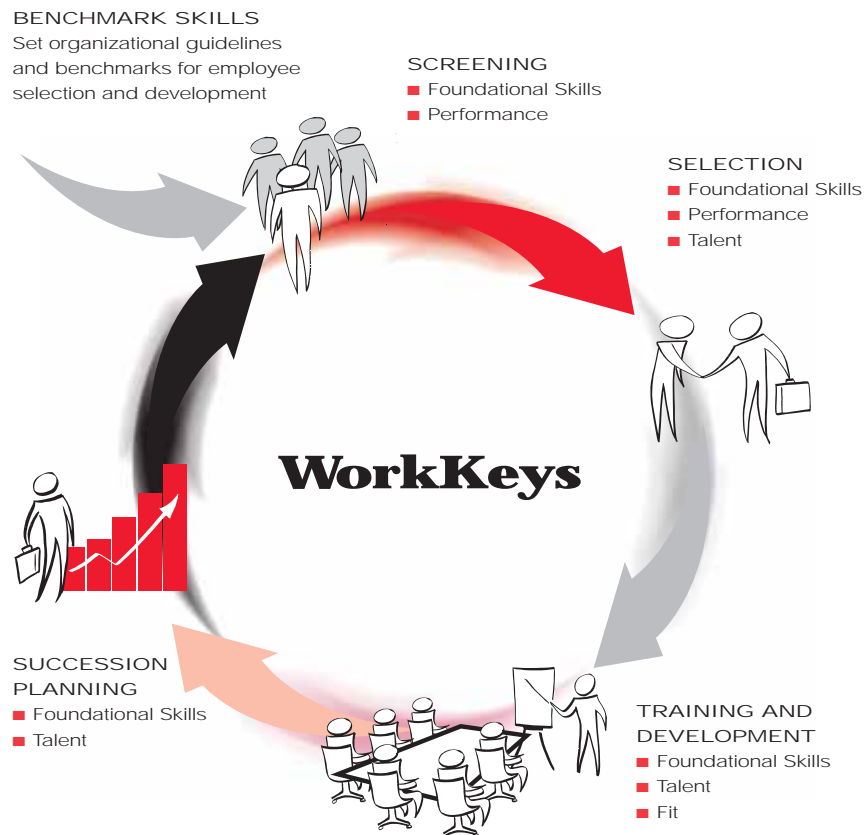 BENCHMARK SKILLS
Set organizational guidelines
and benchmarks for employee
selection and development
SCREENING
Foundational Skills
Performance
SELECTION
Foundational Skills
Performance
Talent
WorkKeys
SUCCESSION
PLANNING
Foundational Skills
Talent
TRAINING AND
DEVELOPMENT
Foundational Skills
Talent
Fit